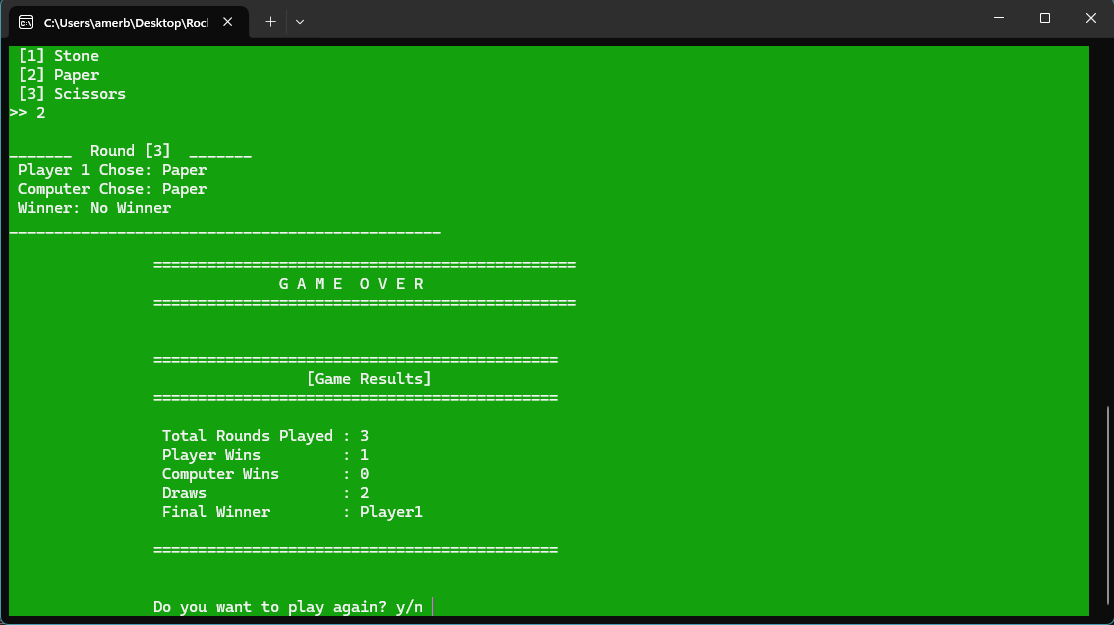 C:\Users\amerb\Desktop\Roc
[1] Stone
[2] Paper
[3] Scissors
>> 2
_______  Round [3]  _______
Player 1 Chose: Paper
Computer Chose: Paper
Winner: No Winner
________________________________________________
===============================================
G A M E  O V E R
===============================================
=============================================
[Game Results]
=============================================
Total Rounds Played : 3
Player Wins         : 1
Computer Wins       : 0
Draws               : 2
Final Winner        : Player1
=============================================
Do you want to play again? y/n